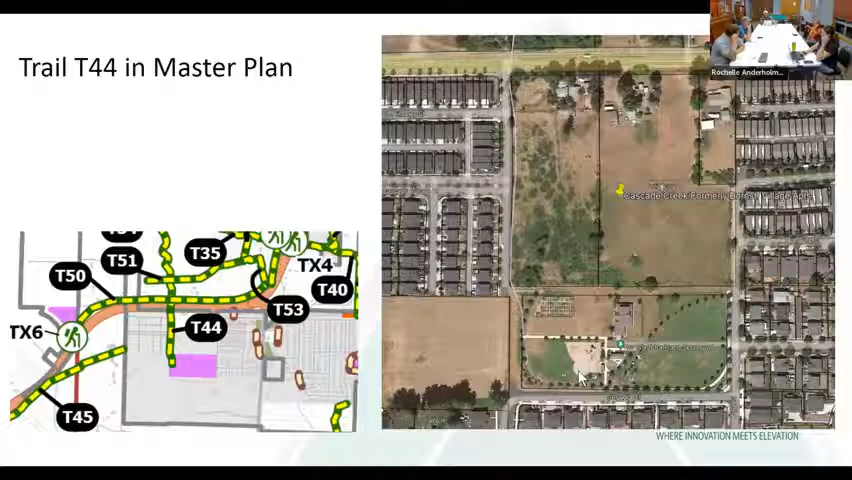 Trail T44 in Master Plan
Rochelle Anderholm...
T35
T51
TX4
T50
T40
T53
TX6
T44
T45
WHERE INNOVATION MEETS ELEVATION